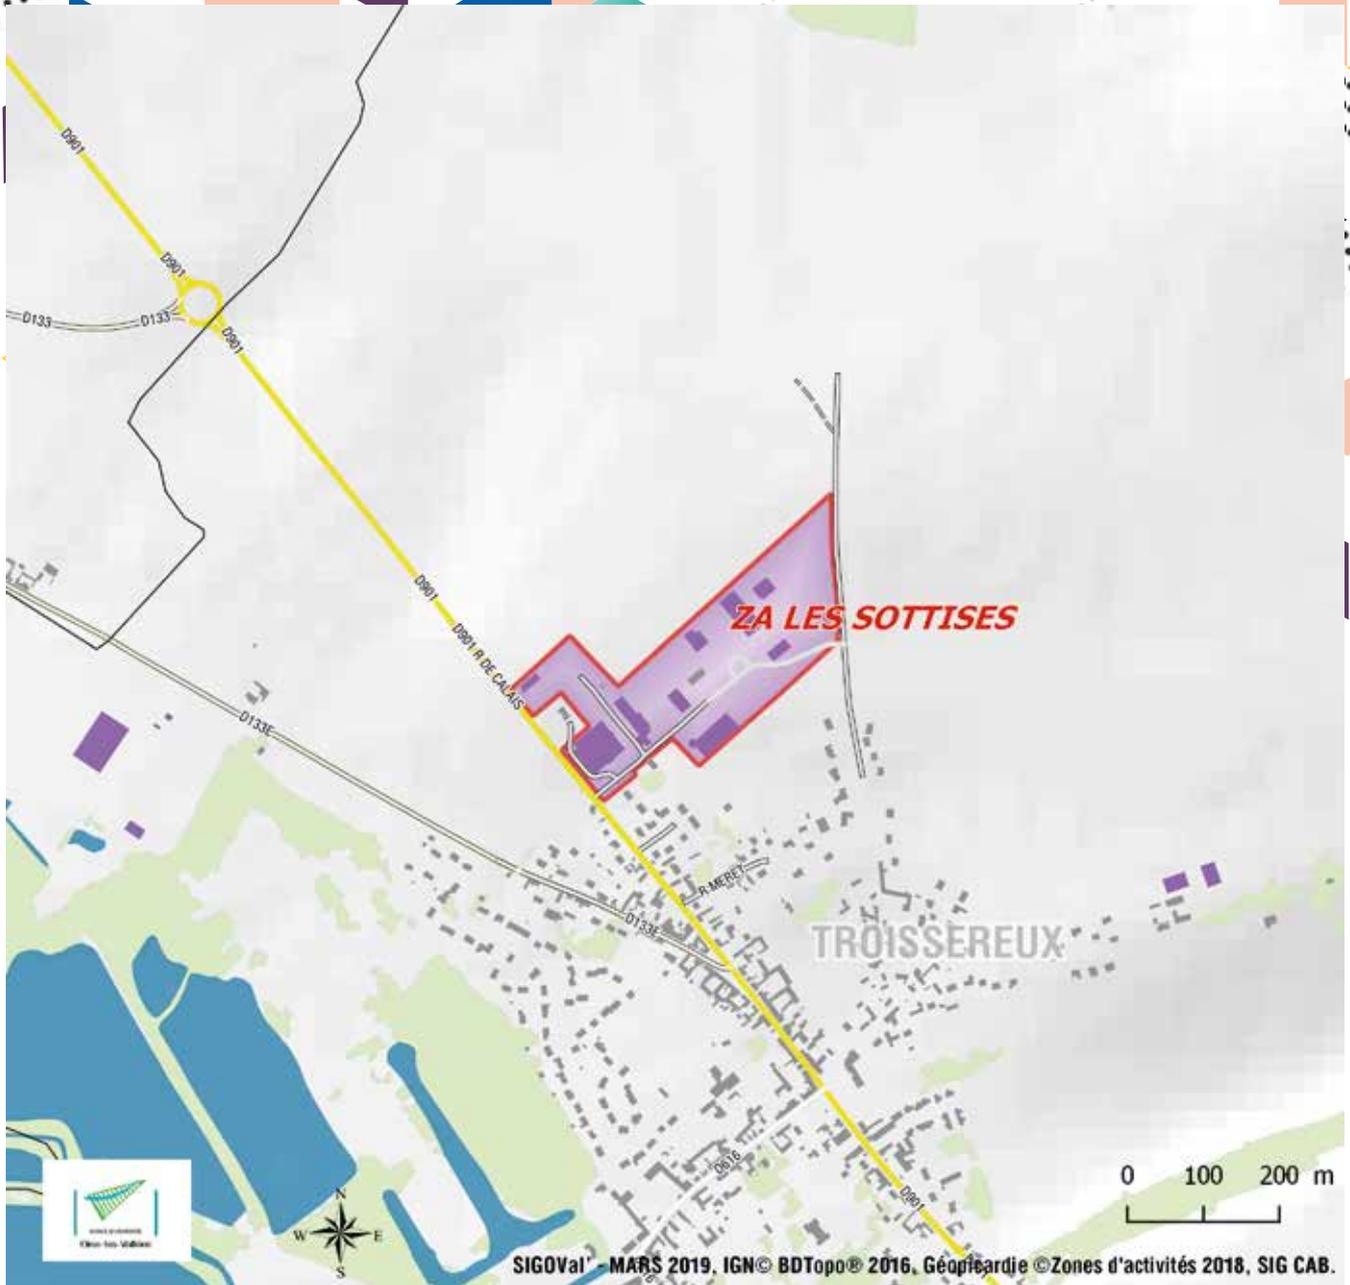 D901
D901
D133
D133
D901
D901
D901 R DE CALAIS
ZA LES SOTTISES
D133E
R MERET
D133E
TROISSEREUX
D616
D901
0 100 200 m
N
W E
S
SIGOVal' - MARS 2019, IGN© BDTopo® 2016, Géopicardie ©Zones d'activités 2018, SIG CAB.